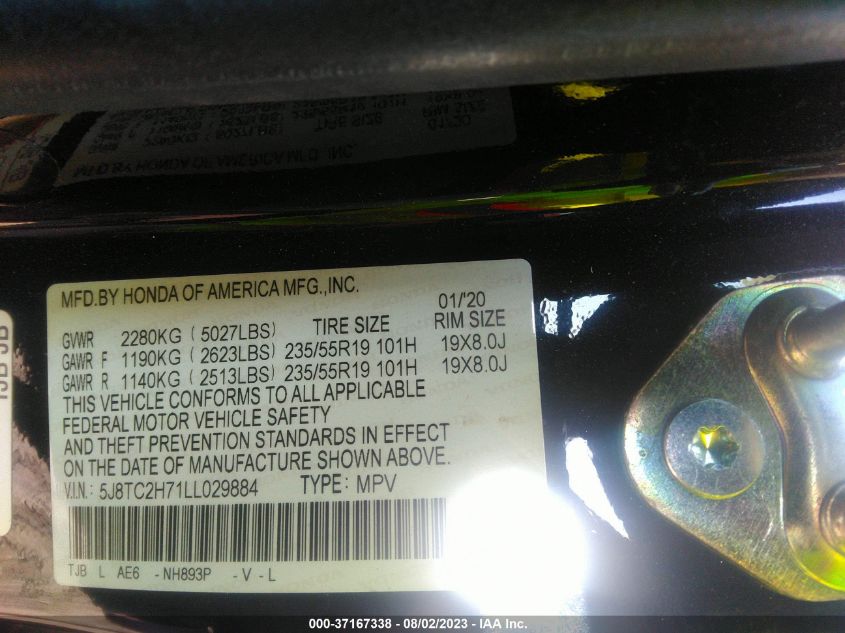 MFD.BY HONDA OF AMERICA MFG.,INC.
01/'20
GVWR 2280KG (5027LBS) TIRE SIZE RIM SIZE
GAWR F 1190KG (2623LBS) 235/55R19 101H 19X8.0J
GAWR R 1140KG (2513LBS) 235/55R19 101H 19X8.0J
THIS VEHICLE CONFORMS TO ALL APPLICABLE
FEDERAL MOTOR VEHICLE SAFETY
AND THEFT PREVENTION STANDARDS IN EFFECT
ON THE DATE OF MANUFACTURE SHOWN ABOVE.
V.I.N.: 5J8TC2H71LL029884 TYPE: MPV
TJB L AE6 -NH893P -V-L
000-37167338 - 08/02/2023 - IAA Inc.